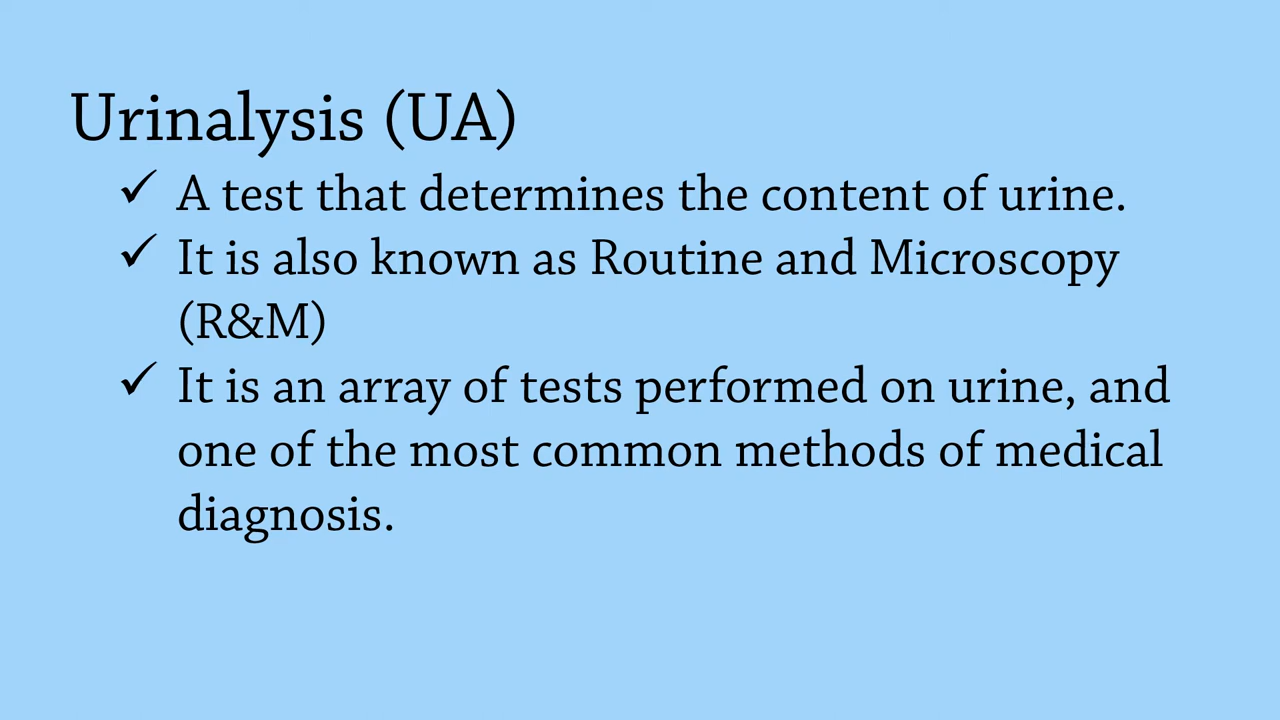 Urinalysis (UA)
✓ A test that determines the content of urine.
✓ It is also known as Routine and Microscopy
(R&M)
✓ It is an array of tests performed on urine, and
one of the most common methods of medical
diagnosis.